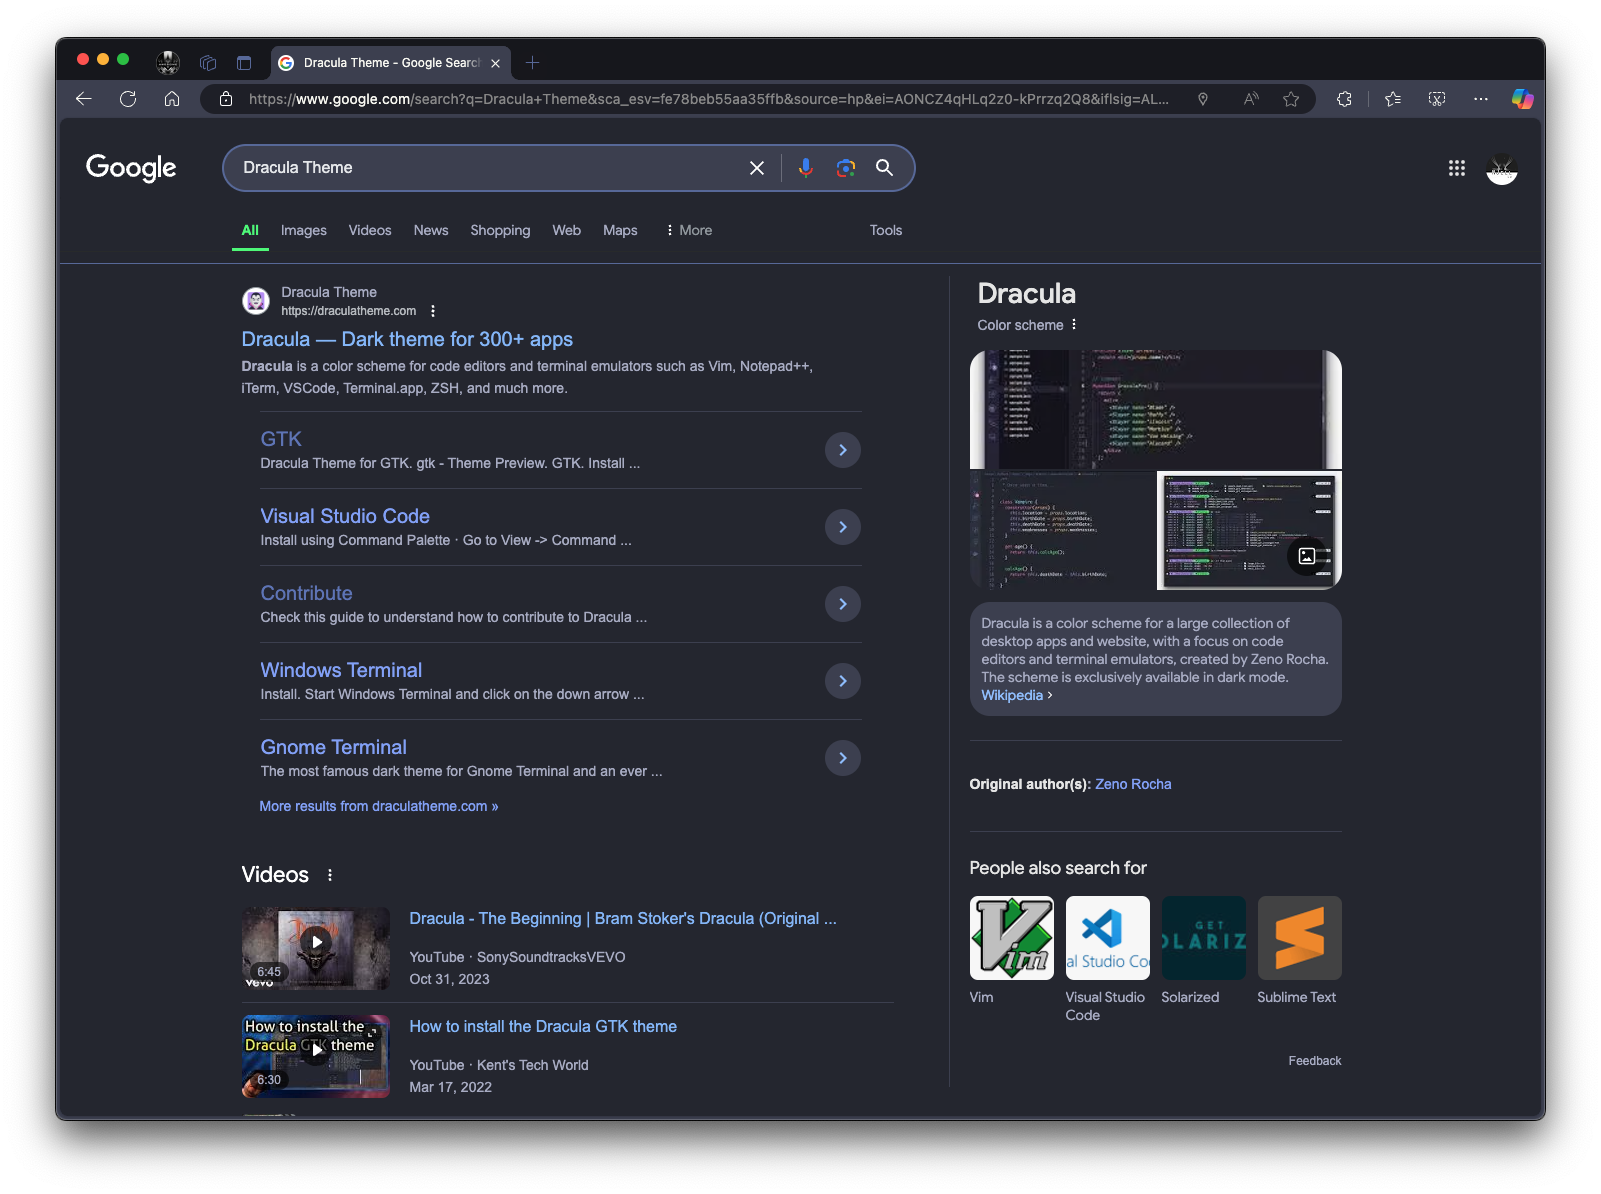 Dracula Theme - Google Search
https://www.google.com/search?q=Dracula+Theme&sca_esv=fe78beb55aa35ffb&source=hp&ei=AONCZ4qHLq2z0-kPrrzq2Q8&iflsig=AL...
Google
Dracula Theme
All Images Videos News Shopping Web Maps More Tools
Dracula Theme
https://draculatheme.com
Dracula — Dark theme for 300+ apps
Dracula is a color scheme for code editors and terminal emulators such as Vim, Notepad++,
iTerm, VSCode, Terminal.app, ZSH, and much more.
GTK
Dracula Theme for GTK. gtk - Theme Preview. GTK. Install ...
Visual Studio Code
Install using Command Palette · Go to View -> Command ...
Contribute
Check this guide to understand how to contribute to Dracula ...
Windows Terminal
Install. Start Windows Terminal and click on the down arrow ...
Gnome Terminal
The most famous dark theme for Gnome Terminal and an ever ...
More results from draculatheme.com »
Videos
6:45
vevo
Dracula - The Beginning | Bram Stoker's Dracula (Original ...
YouTube · SonySoundtracksVEVO
Oct 31, 2023
How to install the
Dracula GTK theme
6:30
How to install the Dracula GTK theme
YouTube · Kent's Tech World
Mar 17, 2022
Dracula
Color scheme
Dracula is a color scheme for a large collection of
desktop apps and website, with a focus on code
editors and terminal emulators, created by Zeno Rocha.
The scheme is exclusively available in dark mode.
Wikipedia
Original author(s): Zeno Rocha
People also search for
Vim
al Studio Co
GET
OLARIZ
Vim
Visual Studio
Code
Solarized
Sublime Text
Feedback